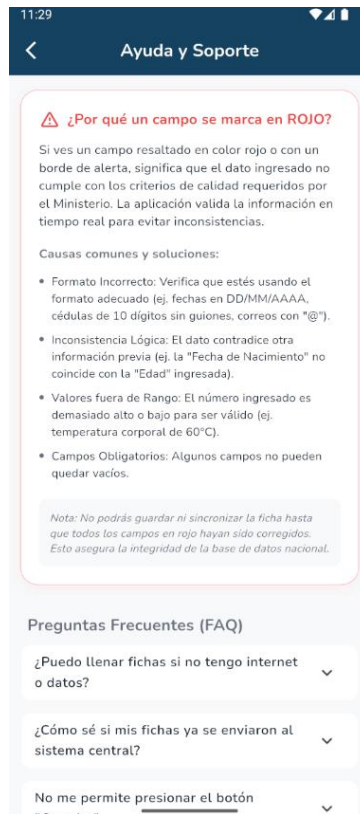 11:29
Ayuda y Soporte
¿Por qué un campo se marca en ROJO?
Si ves un campo resaltado en color rojo o con un
borde de alerta, significa que el dato ingresado no
cumple con los criterios de calidad requeridos por
el Ministerio. La aplicación valida la información en
tiempo real para evitar inconsistencias.
Causas comunes y soluciones:
• Formato Incorrecto: Verifica que estés usando el
formato adecuado (ej. fechas en DD/MM/AAAA,
cédulas de 10 dígitos sin guiones, correos con "@").
• Inconsistencia Lógica: El dato contradice otra
información previa (ej. la "Fecha de Nacimiento" no
coincide con la "Edad" ingresada).
• Valores fuera de Rango: El número ingresado es
demasiado alto o bajo para ser válido (ej.
temperatura corporal de 60°C).
• Campos Obligatorios: Algunos campos no pueden
quedar vacíos.
Nota: No podrás guardar ni sincronizar la ficha hasta
que todos los campos en rojo hayan sido corregidos.
Esto asegura la integridad de la base de datos nacional.
Preguntas Frecuentes (FAQ)
¿Puedo llenar fichas si no tengo internet
o datos?
¿Cómo sé si mis fichas ya se enviaron al
sistema central?
No me permite presionar el botón